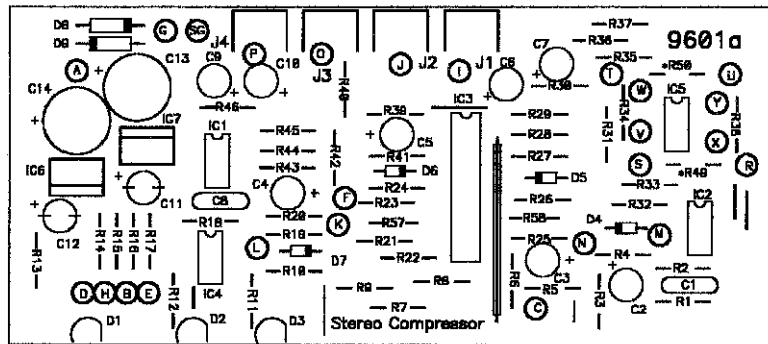 D8
D9
G
SG
J4
P
Q
J3
J
J2
I
J1
R37
R36
R35
9601a
A
C13
C14
C9
C10
R40
C6
C7
R30
T
*R50
U
W
R46
R39
IC3
R34
IC5
Y
IC7
IC1
R45
R44
R43
R42
C5
R41
D6
R29
R28
R27
R31
V
X
R38
IC6
C11
C8
C4
F
R24
R23
D5
S
R33
*R49
R
C12
R18
R20
K
R57
R26
R58
R32
IC2
R14
R15
R16
R17
L
R19
D7
R21
R25
D4
N
M
R13
R10
R22
C3
R4
R2
D
H
B
E
R12
IC4
R11
R9
R8
R6
R5
R3
C2
C1
R1
R7
C
D1
D2
D3
Stereo Compressor